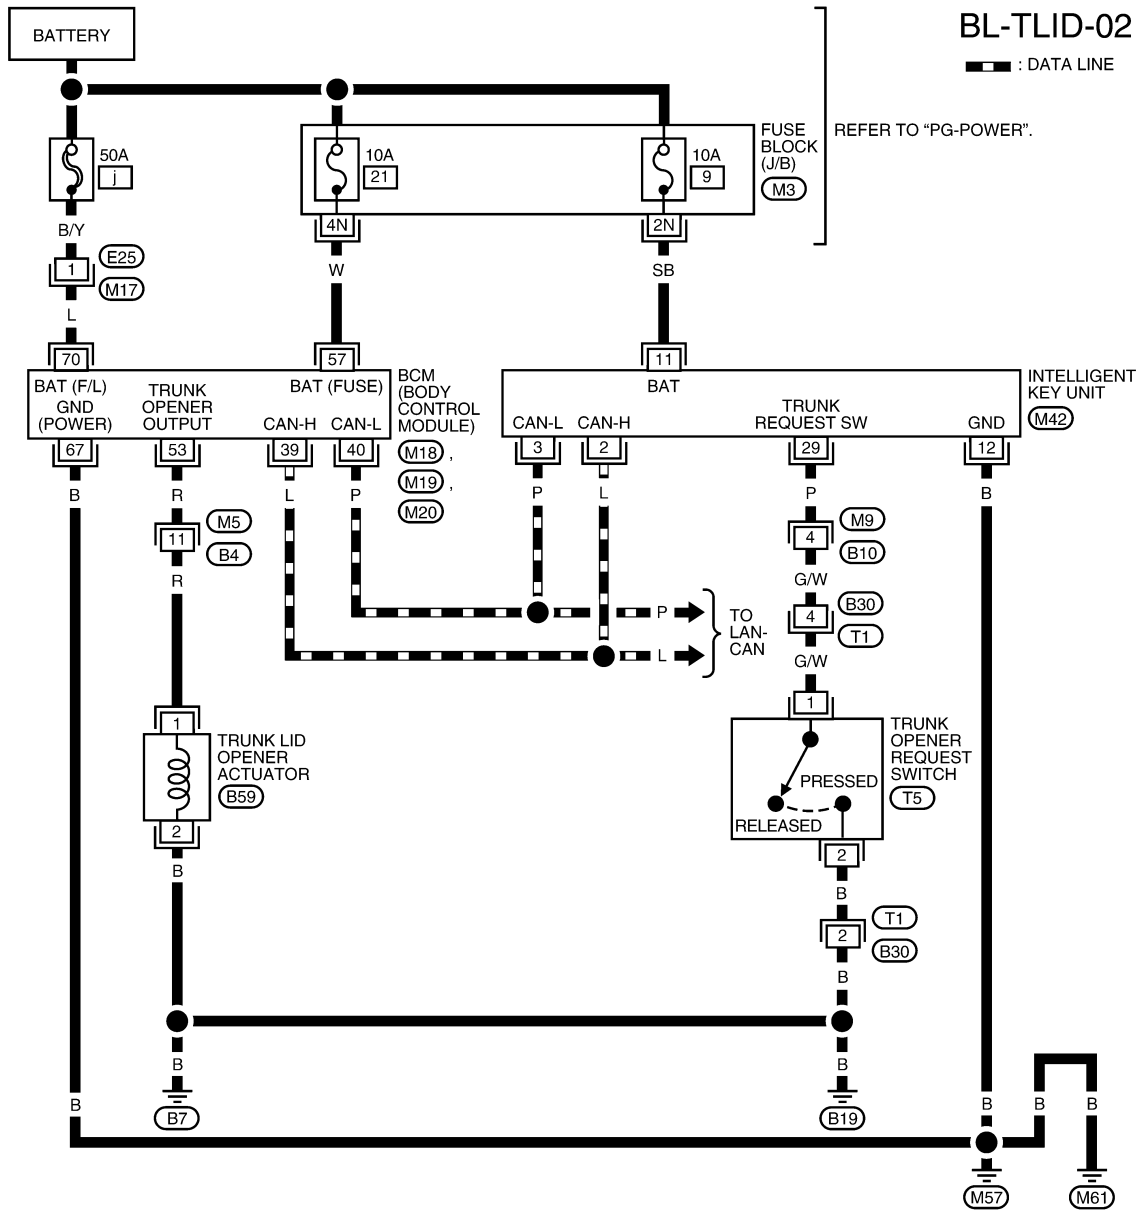 BL-TLID-02
BATTERY
: DATA LINE
REFER TO “PG-POWER”.
FUSE
BLOCK
(J/B)
M3
50A
j
10A
21
10A
9
4N
2N
B/Y
W
SB
1
E25
M17
L
70
57
11
BAT (F/L)
GND
(POWER)
TRUNK
OPENER
OUTPUT
BAT (FUSE)
CAN-H
CAN-L
BCM
(BODY
CONTROL
MODULE)
M18 ,
M19 ,
M20
BAT
CAN-L
CAN-H
TRUNK
REQUEST SW
GND
INTELLIGENT
KEY UNIT
M42
67
53
39
40
3
2
29
12
B
R
L
P
P
L
P
B
11
M5
B4
R
4
M9
B10
G/W
4
B30
T1
G/W
P
L
TO
LAN-
CAN
1
TRUNK LID
OPENER
ACTUATOR
B59
2
B
1
PRESSED
RELEASED
TRUNK
OPENER
REQUEST
SWITCH
T5
2
B
2
T1
B30
B
B
B
B7
B19
B
B
B
B
M57
M61